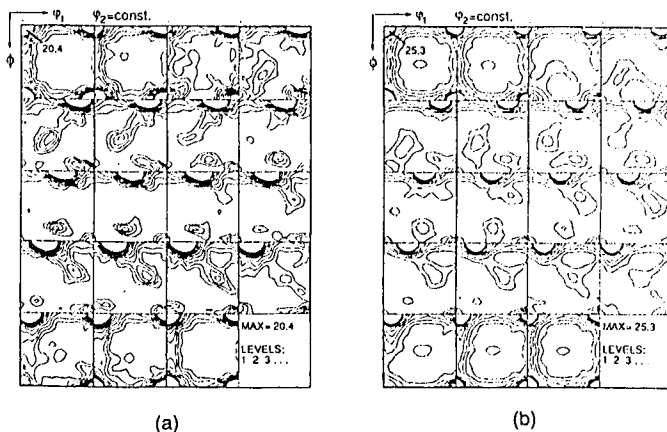 φ₁ φ₂=const.
ϕ
20.4
MAX= 20.4
LEVELS:
1 2 3 ...
(a)
φ₁ φ₂=const.
ϕ
25.3
MAX= 25.3
LEVELS:
1 2 3 ...
(b)